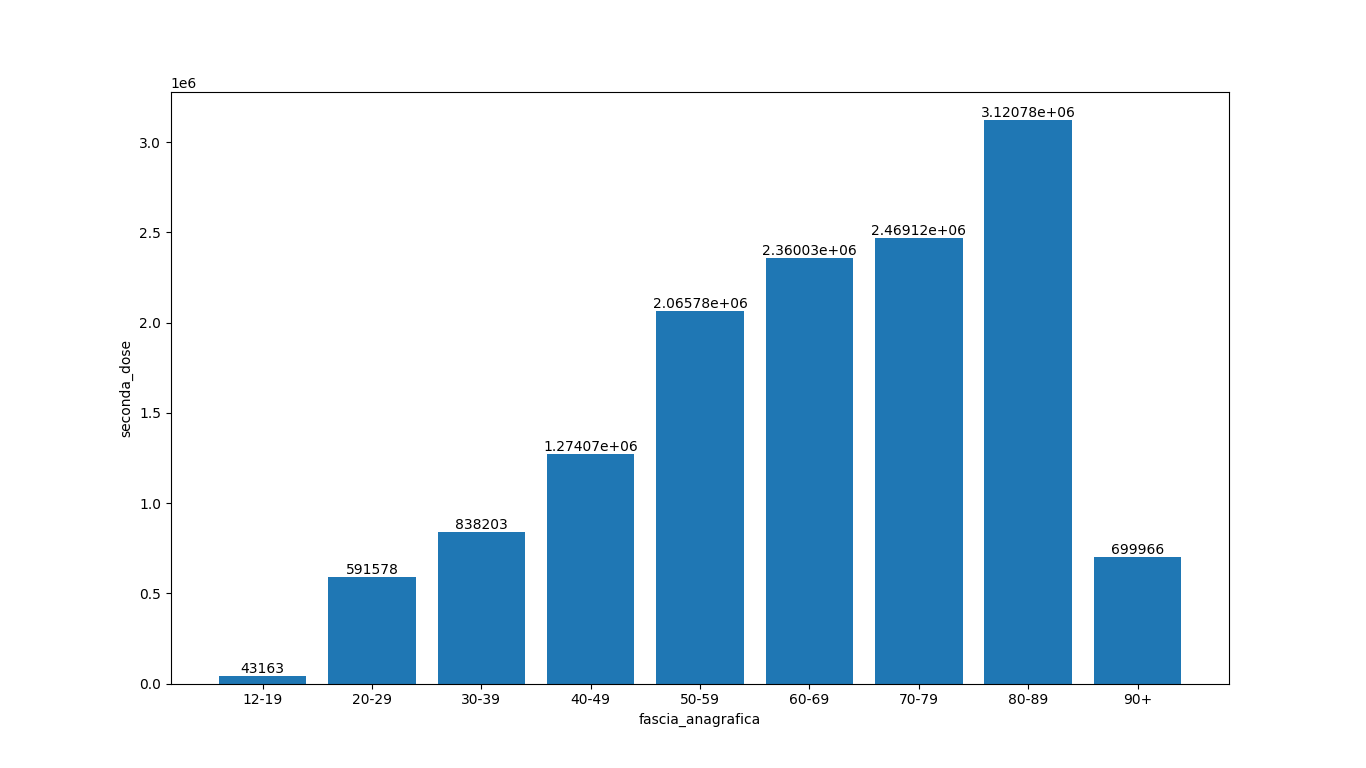 1e6
3.12078e+06
3.0
2.5
2.46912e+06
2.36003e+06
2.0
2.06578e+06
seconda_dose
1.5
1.27407e+06
1.0
838203
591578
0.5
699966
43163
0.0
12-19 20-29 30-39 40-49 50-59 60-69 70-79 80-89 90+
fascia_anagrafica